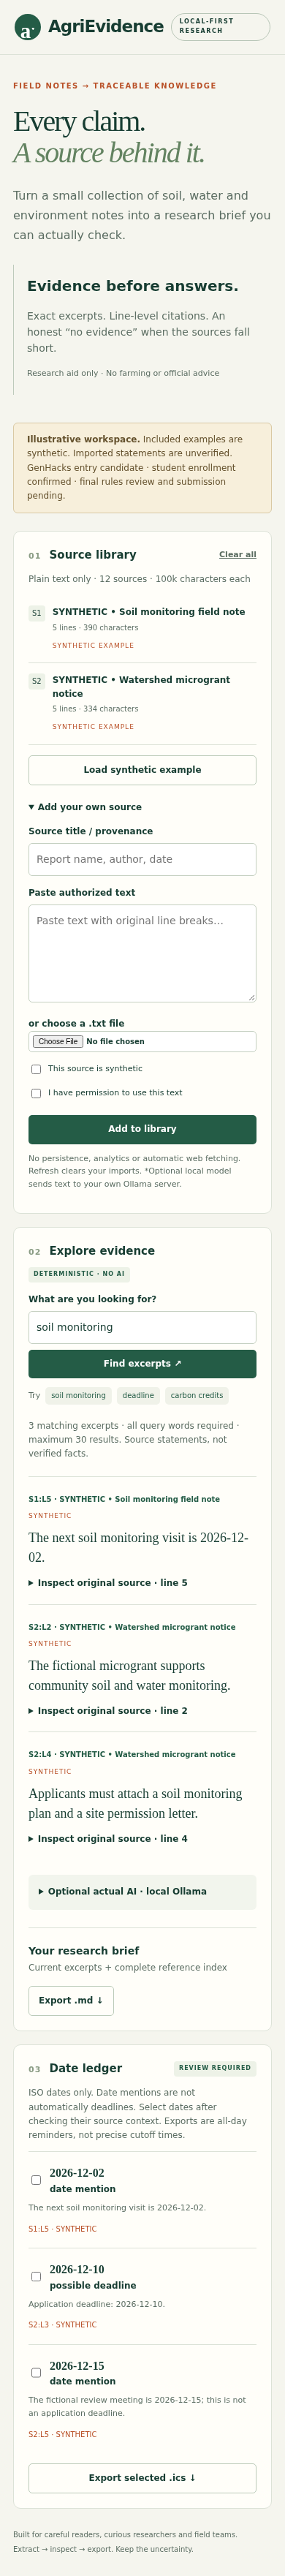 a· AgriEvidence
LOCAL-FIRST
RESEARCH
FIELD NOTES → TRACEABLE KNOWLEDGE
Every claim.
A source behind it.
Turn a small collection of soil, water and
environment notes into a research brief you
can actually check.
Evidence before answers.
Exact excerpts. Line-level citations. An
honest “no evidence” when the sources fall
short.
Research aid only · No farming or official advice
Illustrative workspace. Included examples are
synthetic. Imported statements are unverified.
GenHacks entry candidate · student enrollment
confirmed · final rules review and submission
pending.
01 Source library Clear all
Plain text only · 12 sources · 100k characters each
S1 SYNTHETIC • Soil monitoring field note
5 lines · 390 characters
SYNTHETIC EXAMPLE
S2 SYNTHETIC • Watershed microgrant
notice
5 lines · 334 characters
SYNTHETIC EXAMPLE
Load synthetic example
▼ Add your own source
Source title / provenance
Report name, author, date
Paste authorized text
Paste text with original line breaks…
or choose a .txt file
Choose File No file chosen
This source is synthetic
I have permission to use this text
Add to library
No persistence, analytics or automatic web fetching.
Refresh clears your imports. *Optional local model
sends text to your own Ollama server.
02 Explore evidence
DETERMINISTIC · NO AI
What are you looking for?
soil monitoring
Find excerpts ↗
Try soil monitoring deadline carbon credits
3 matching excerpts · all query words required ·
maximum 30 results. Source statements, not
verified facts.
S1:L5 · SYNTHETIC • Soil monitoring field note
SYNTHETIC
The next soil monitoring visit is 2026-12-
02.
▶ Inspect original source · line 5
S2:L2 · SYNTHETIC • Watershed microgrant notice
SYNTHETIC
The fictional microgrant supports
community soil and water monitoring.
▶ Inspect original source · line 2
S2:L4 · SYNTHETIC • Watershed microgrant notice
SYNTHETIC
Applicants must attach a soil monitoring
plan and a site permission letter.
▶ Inspect original source · line 4
▶ Optional actual AI · local Ollama
Your research brief
Current excerpts + complete reference index
Export .md ↓
03 Date ledger REVIEW REQUIRED
ISO dates only. Date mentions are not
automatically deadlines. Select dates after
checking their source context. Exports are all-day
reminders, not precise cutoff times.
2026-12-02
date mention
The next soil monitoring visit is 2026-12-02.
S1:L5 · SYNTHETIC
2026-12-10
possible deadline
Application deadline: 2026-12-10.
S2:L3 · SYNTHETIC
2026-12-15
date mention
The fictional review meeting is 2026-12-15; this is not
an application deadline.
S2:L5 · SYNTHETIC
Export selected .ics ↓
Built for careful readers, curious researchers and field teams.
Extract → inspect → export. Keep the uncertainty.